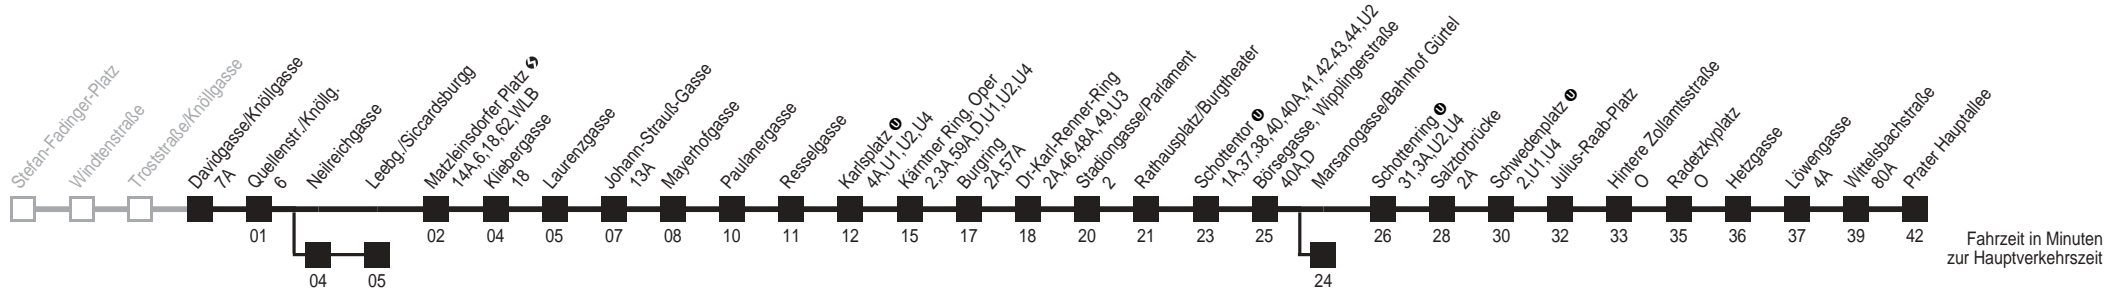 Stefan-Fadinger-Platz
Windtenstraße
Troststraße/Knöllgasse
Davidgasse/Knöllgasse
7A
Quellenstr./Knöllg.
6
Neilreichgasse
Leebg./Siccardsburgg
Matzleinsdorfer Platz
14A,6,18,62,WLB
Kliebergasse
18
Laurenzgasse
Johann-Strauß-Gasse
13A
Mayerhofgasse
Paulanergasse
Resselgasse
Karlsplatz U
4A,U1,U2,U4
Kärntner Ring, Oper
2,3A,59A,D,U1,U2,U4
Burgring
2A,57A
Dr-Karl-Renner-Ring
2A,46,48A,49,U3
Stadiongasse/Parlament
2
Rathausplatz/Burgtheater
Schottentor U
1A,37,38,40,40A,41,42,43,44,U2
Börsegasse, Wipplingerstraße
40A,D
Marsanogasse/Bahnhof Gürtel
Schottenring U
31,3A,U2,U4
Salztorbrücke
2A
Schwedenplatz U
2,U1,U4
Julius-Raab-Platz
Hintere Zollamtsstraße
O
Radetzkyplatz
O
Hetzgasse
Löwengasse
4A
Wittelsbachstraße
80A
Prater Hauptallee
01 02 04 05 07 08 10 11 12 15 17 18 20 21 23 25 26 28 30 32 33 35 36 37 39 42
04 05 24
Fahrzeit in Minuten
zur Hauptverkehrszeit